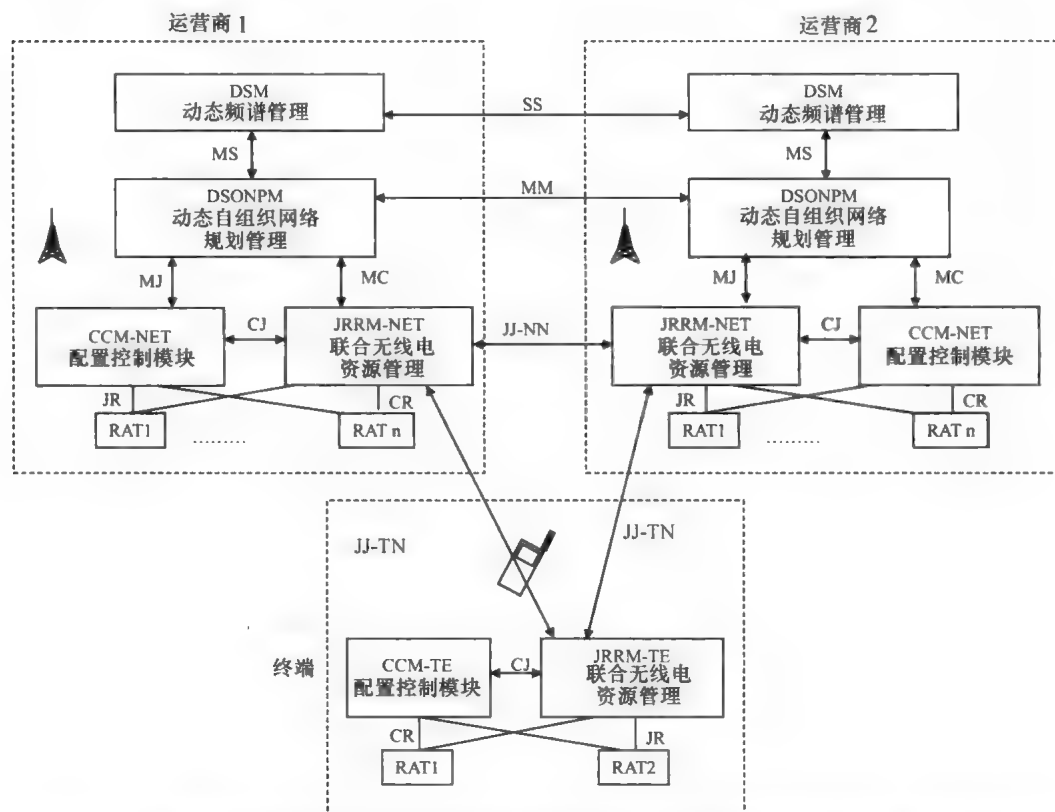 运营商1
运营商2
DSM
动态频谱管理
SS
DSM
动态频谱管理
MS
MS
DSONPM
动态自组织网络
规划管理
MM
DSONPM
动态自组织网络
规划管理
MJ
MC
MJ
MC
CCM-NET
配置控制模块
CJ
JRRM-NET
联合无线电
资源管理
JJ-NN
JRRM-NET
联合无线电
资源管理
CJ
CCM-NET
配置控制模块
JR
CR
JR
CR
RAT1
.........
RAT n
RAT1
.........
RAT n
JJ-TN
JJ-TN
终端
CCM-TE
配置控制模块
CJ
JRRM-TE
联合无线电
资源管理
CR
JR
RAT1
RAT2